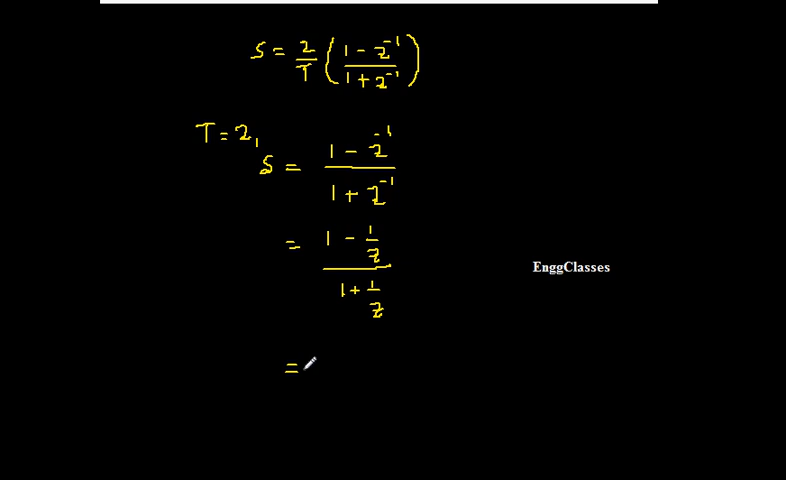 S = 2/T ( (1 - z⁻¹) / (1 + z⁻¹) )
T = 2,
S = (1 - z⁻¹) / (1 + z⁻¹)
= (1 - 1/z) / (1 + 1/z)
EnggClasses
=